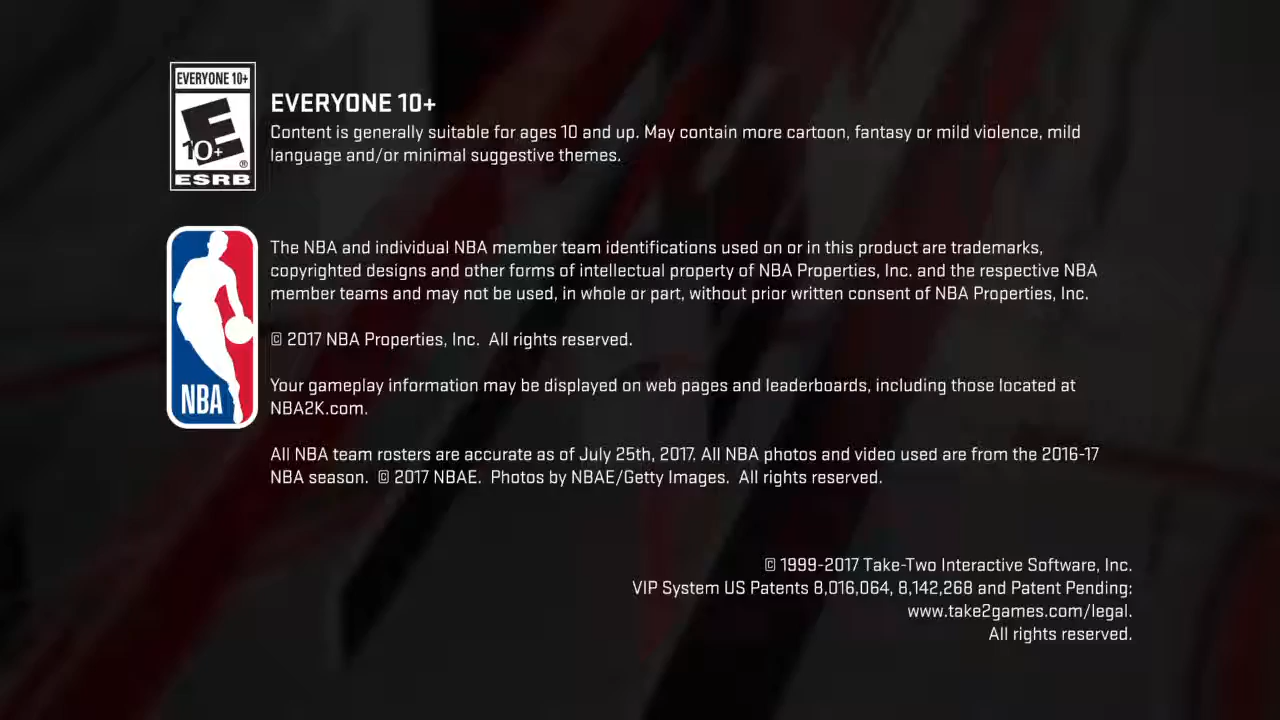 EVERYONE 10+
E
10+
®
ESRB
EVERYONE 10+
Content is generally suitable for ages 10 and up. May contain more cartoon, fantasy or mild violence, mild
language and/or minimal suggestive themes.
The NBA and individual NBA member team identifications used on or in this product are trademarks,
copyrighted designs and other forms of intellectual property of NBA Properties, Inc. and the respective NBA
member teams and may not be used, in whole or part, without prior written consent of NBA Properties, Inc.
© 2017 NBA Properties, Inc.  All rights reserved.
NBA
Your gameplay information may be displayed on web pages and leaderboards, including those located at
NBA2K.com.
All NBA team rosters are accurate as of July 25th, 2017. All NBA photos and video used are from the 2016-17
NBA season.  © 2017 NBAE.  Photos by NBAE/Getty Images.  All rights reserved.
© 1999-2017 Take-Two Interactive Software, Inc.
VIP System US Patents 8,016,064, 8,142,268 and Patent Pending:
www.take2games.com/legal.
All rights reserved.